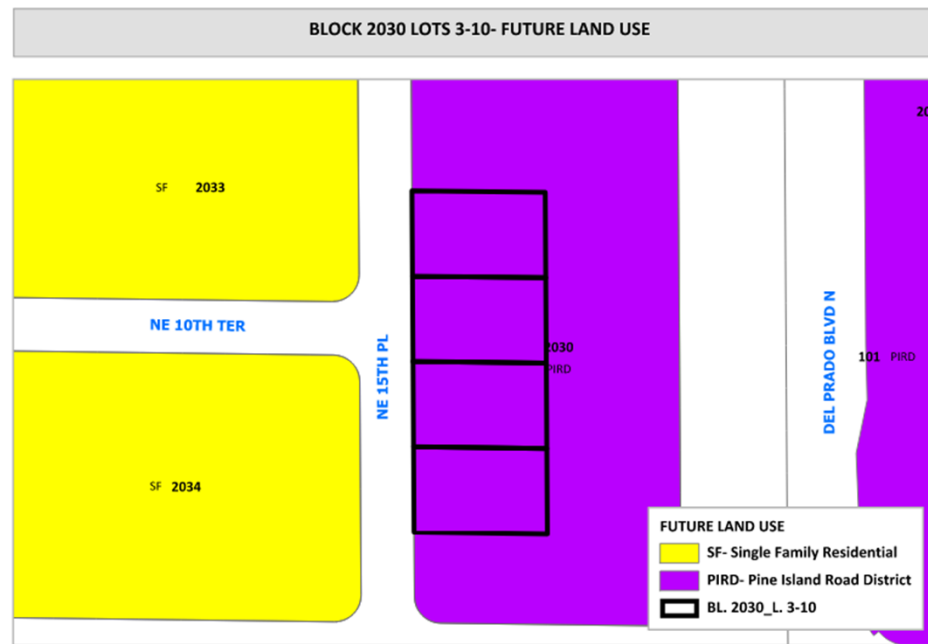 BLOCK 2030 LOTS 3-10- FUTURE LAND USE
20
SF 2033
NE 10TH TER
NE 15TH PL
2030
PIRD
DEL PRADO BLVD N
101 PIRD
SF 2034
FUTURE LAND USE
SF- Single Family Residential
PIRD- Pine Island Road District
BL. 2030_L. 3-10